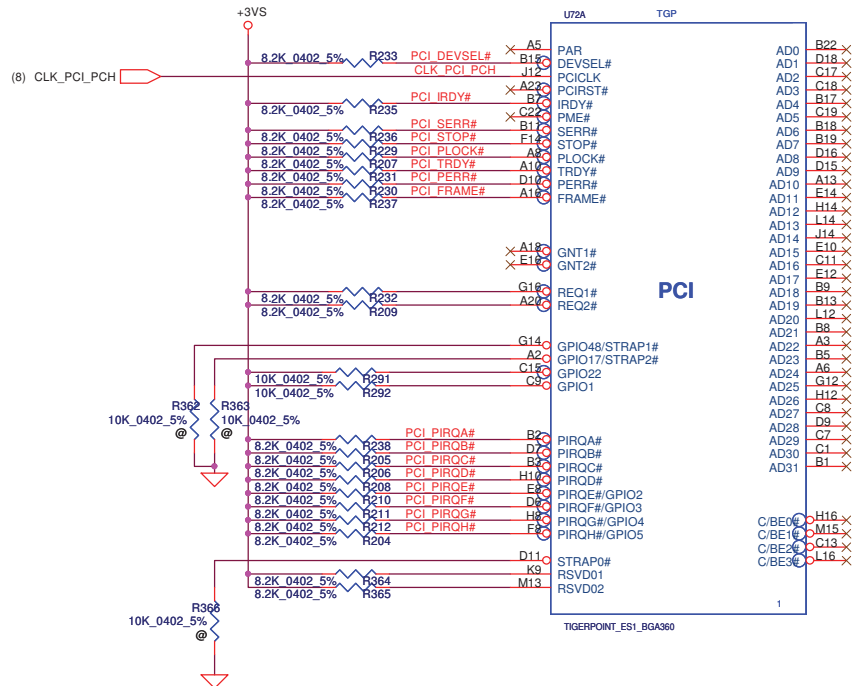 +3VS
U72A
TGP
(8) CLK_PCI_PCH
8.2K_0402_5% R233 PCI_DEVSEL#
CLK_PCI_PCH
8.2K_0402_5% R235 PCI_IRDY#
8.2K_0402_5% R236 PCI_SERR#
8.2K_0402_5% R229 PCI_STOP#
8.2K_0402_5% R207 PCI_PLOCK#
8.2K_0402_5% R231 PCI_TRDY#
8.2K_0402_5% R230 PCI_PERR#
8.2K_0402_5% R237 PCI_FRAME#
8.2K_0402_5% R232
8.2K_0402_5% R209
10K_0402_5% R291
10K_0402_5% R292
R362
10K_0402_5%
@
R363
10K_0402_5%
@
8.2K_0402_5% R238 PCI_PIRQA#
8.2K_0402_5% R205 PCI_PIRQB#
8.2K_0402_5% R206 PCI_PIRQC#
8.2K_0402_5% R208 PCI_PIRQD#
8.2K_0402_5% R210 PCI_PIRQE#
8.2K_0402_5% R211 PCI_PIRQF#
8.2K_0402_5% R212 PCI_PIRQG#
8.2K_0402_5% R204 PCI_PIRQH#
8.2K_0402_5% R364
8.2K_0402_5% R365
R366
10K_0402_5%
@
A5 PAR
B15 DEVSEL#
J12 PCICLK
A23 PCIRST#
B7 IRDY#
C22 PME#
B11 SERR#
F14 STOP#
A8 PLOCK#
A10 TRDY#
D10 PERR#
A16 FRAME#
A18 GNT1#
E16 GNT2#
G16 REQ1#
A20 REQ2#
G14 GPIO48/STRAP1#
A2 GPIO17/STRAP2#
C15 GPIO22
C9 GPIO1
B2 PIRQA#
D7 PIRQB#
B3 PIRQC#
H10 PIRQD#
E8 PIRQE#/GPIO2
D6 PIRQF#/GPIO3
H8 PIRQG#/GPIO4
F8 PIRQH#/GPIO5
D11 STRAP0#
K9 RSVD01
M13 RSVD02
PCI
AD0 B22
AD1 D18
AD2 C17
AD3 C18
AD4 B17
AD5 C19
AD6 B18
AD7 B19
AD8 D16
AD9 D15
AD10 A13
AD11 E14
AD12 H14
AD13 L14
AD14 J14
AD15 E10
AD16 C11
AD17 E12
AD18 B9
AD19 B13
AD20 L12
AD21 B8
AD22 A3
AD23 B5
AD24 A6
AD25 G12
AD26 H12
AD27 C8
AD28 D9
AD29 C7
AD30 C1
AD31 B1
C/BE0# H16
C/BE1# M15
C/BE2# C13
C/BE3# L16
1
TIGERPOINT_ES1_BGA360